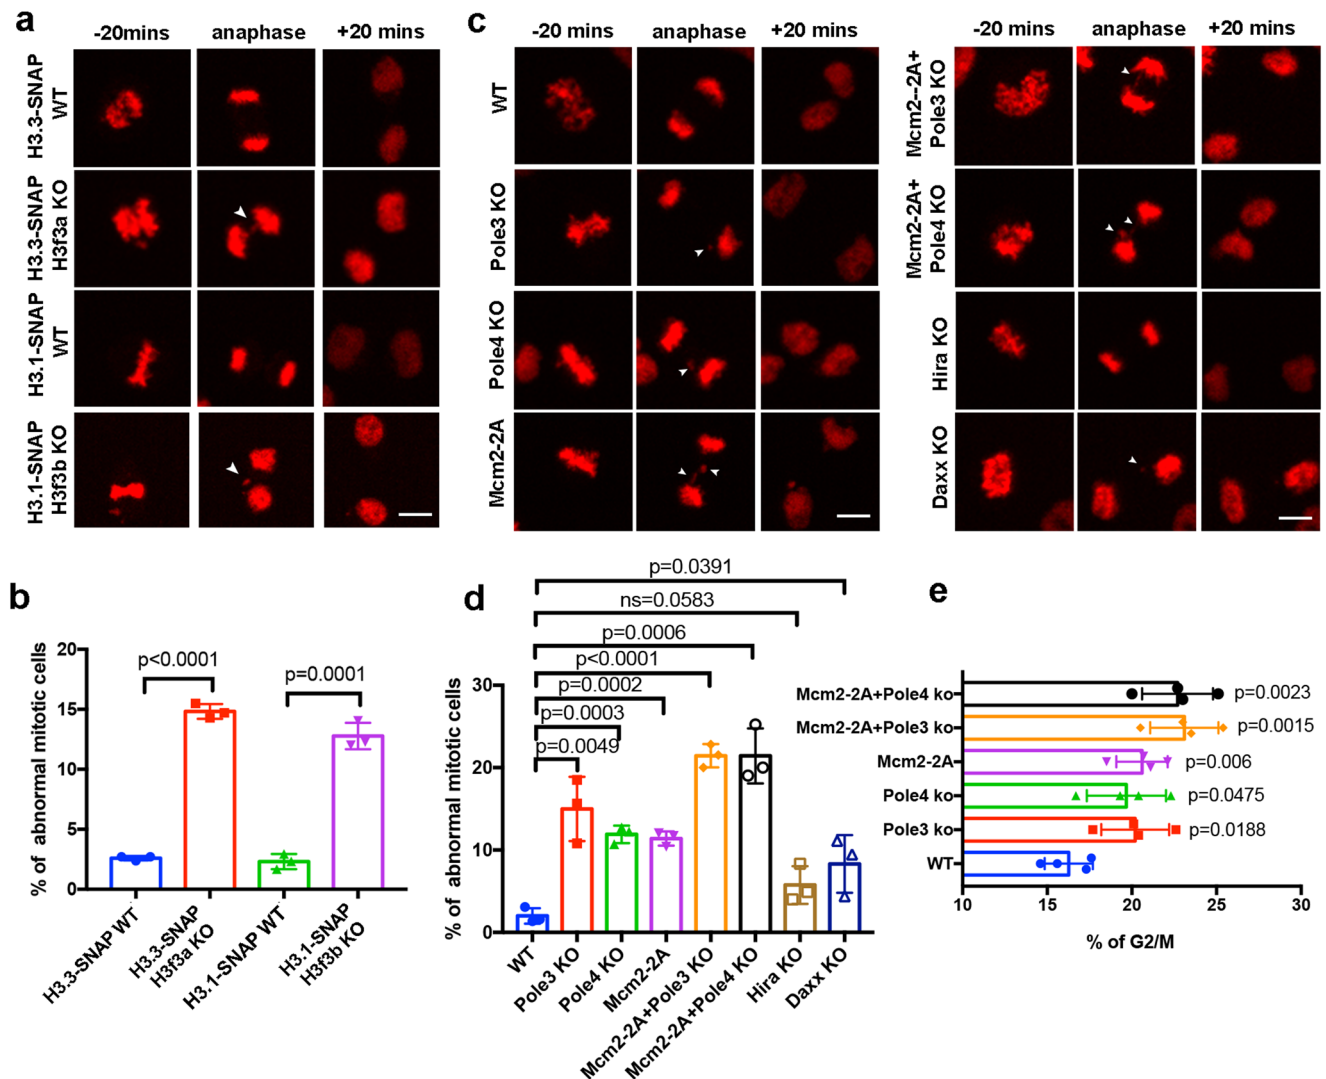 a
-20mins anaphase +20 mins
H3.3-SNAP
WT
H3.3-SNAP
H3f3a KO
H3.1-SNAP
WT
H3.1-SNAP
H3f3b KO
c
-20 mins anaphase +20 mins
WT
Pole3 KO
Pole4 KO
Mcm2-2A
-20 mins anaphase +20 mins
Mcm2--2A+
Pole3 KO
Mcm2-2A+
Pole4 KO
Hira KO
Daxx KO
b
% of abnormal mitotic cells
20
15
10
5
0
p<0.0001
p=0.0001
H3.3-SNAP WT
H3.3-SNAP
H3f3a KO
H3.1-SNAP WT
H3.1-SNAP
H3f3b KO
d
% of abnormal mitotic cells
30
20
10
0
p=0.0391
ns=0.0583
p=0.0006
p<0.0001
p=0.0002
p=0.0003
p=0.0049
WT
Pole3 KO
Pole4 KO
Mcm2-2A
Mcm2-2A+Pole3 KO
Mcm2-2A+Pole4 KO
Hira KO
Daxx KO
e
Mcm2-2A+Pole4 ko p=0.0023
Mcm2-2A+Pole3 ko p=0.0015
Mcm2-2A p=0.006
Pole4 ko p=0.0475
Pole3 ko p=0.0188
WT
10 15 20 25 30
% of G2/M